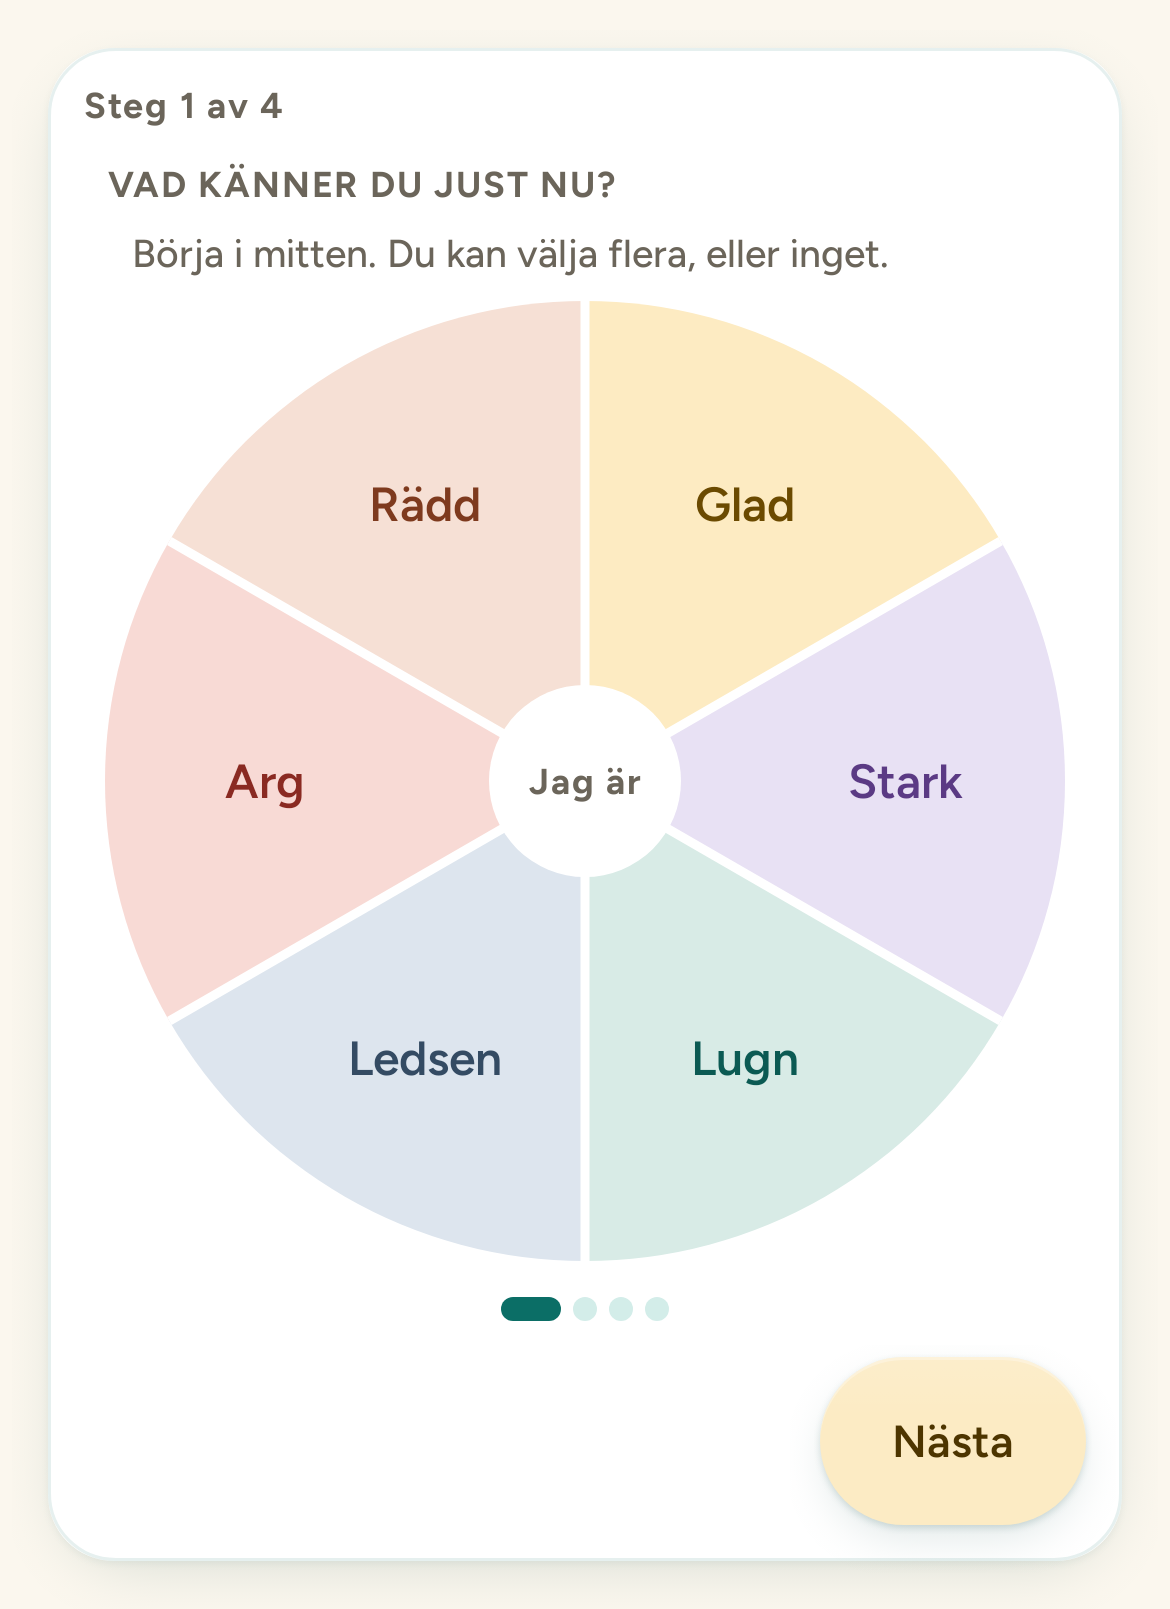 Steg 1 av 4
VAD KÄNNER DU JUST NU?
Börja i mitten. Du kan välja flera, eller inget.
Rädd
Glad
Arg
Jag är
Stark
Ledsen
Lugn
Nästa